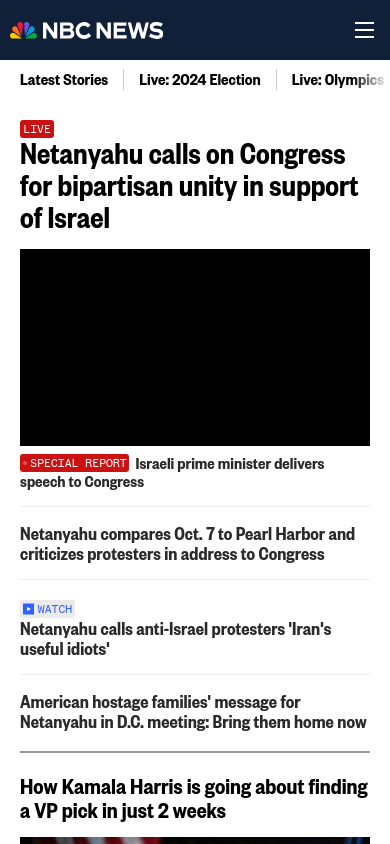 NBC NEWS
Latest Stories
Live: 2024 Election
Live: Olympics
LIVE
Netanyahu calls on Congress
for bipartisan unity in support
of Israel
SPECIAL REPORT Israeli prime minister delivers
speech to Congress
Netanyahu compares Oct. 7 to Pearl Harbor and
criticizes protesters in address to Congress
WATCH
Netanyahu calls anti-Israel protesters 'Iran's
useful idiots'
American hostage families' message for
Netanyahu in D.C. meeting: Bring them home now
How Kamala Harris is going about finding
a VP pick in just 2 weeks